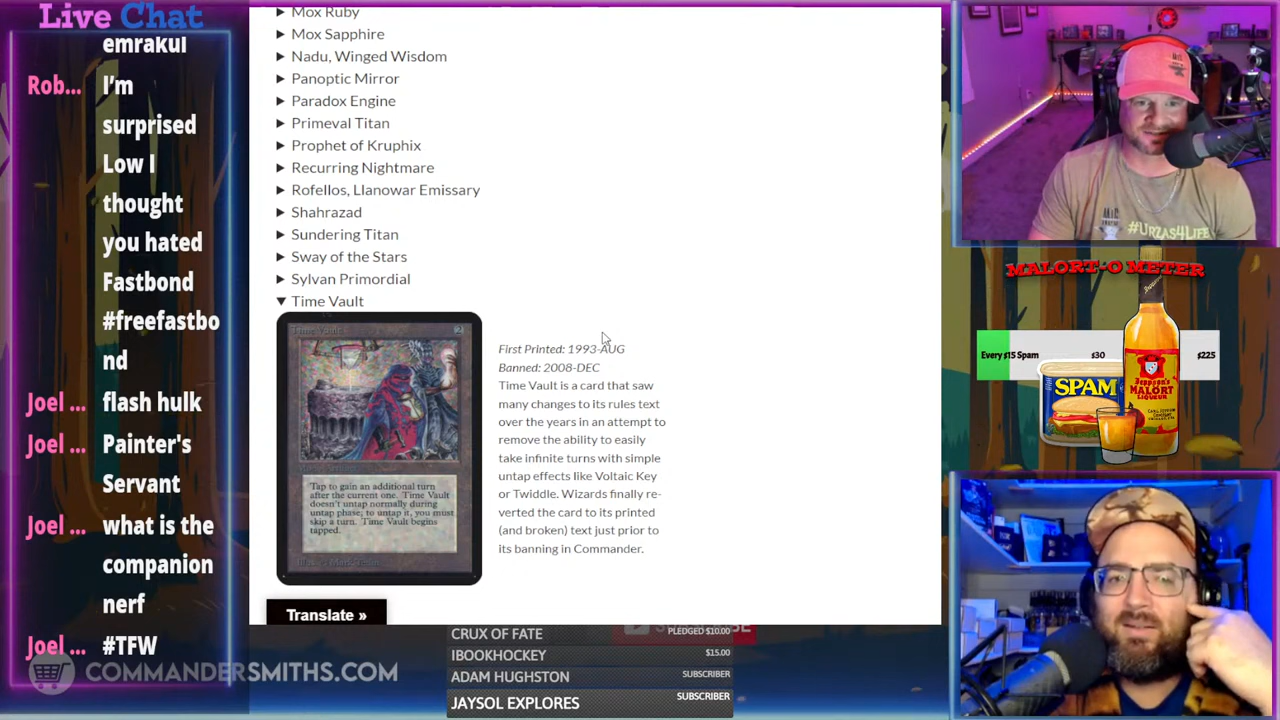 Live Chat
emrakul
Rob... I'm
surprised
Low I
thought
you hated
Fastbond
#freefastbo
nd
Joel ... flash hulk
Joel ... Painter's
Servant
Joel ... what is the
companion
nerf
Joel ... #TFW
COMMANDERSMITHS.COM
▶ Mox Ruby
▶ Mox Sapphire
▶ Nadu, Winged Wisdom
▶ Panoptic Mirror
▶ Paradox Engine
▶ Primeval Titan
▶ Prophet of Kruphix
▶ Recurring Nightmare
▶ Rofellos, Llanowar Emissary
▶ Shahrazad
▶ Sundering Titan
▶ Sway of the Stars
▶ Sylvan Primordial
▼ Time Vault
Time Vault 2
Tap to gain an additional turn
after the current one. Time Vault
doesn't untap normally during
untap phase; to untap it, you must
skip a turn. Time Vault begins
tapped.
First Printed: 1993-AUG
Banned: 2008-DEC
Time Vault is a card that saw
many changes to its rules text
over the years in an attempt to
remove the ability to easily
take infinite turns with simple
untap effects like Voltaic Key
or Twiddle. Wizards finally re-
verted the card to its printed
(and broken) text just prior to
its banning in Commander.
Translate »
CRUX OF FATE PLEDGED $10.00
IBOOKHOCKEY $15.00
ADAM HUGHSTON SUBSCRIBER
JAYSOL EXPLORES SUBSCRIBER
#URZAS4LIFE
MALORT-O METER
Every $15 Spam $30 $225
SPAM
Jeppson's
MALÖRT
LIQUEUR